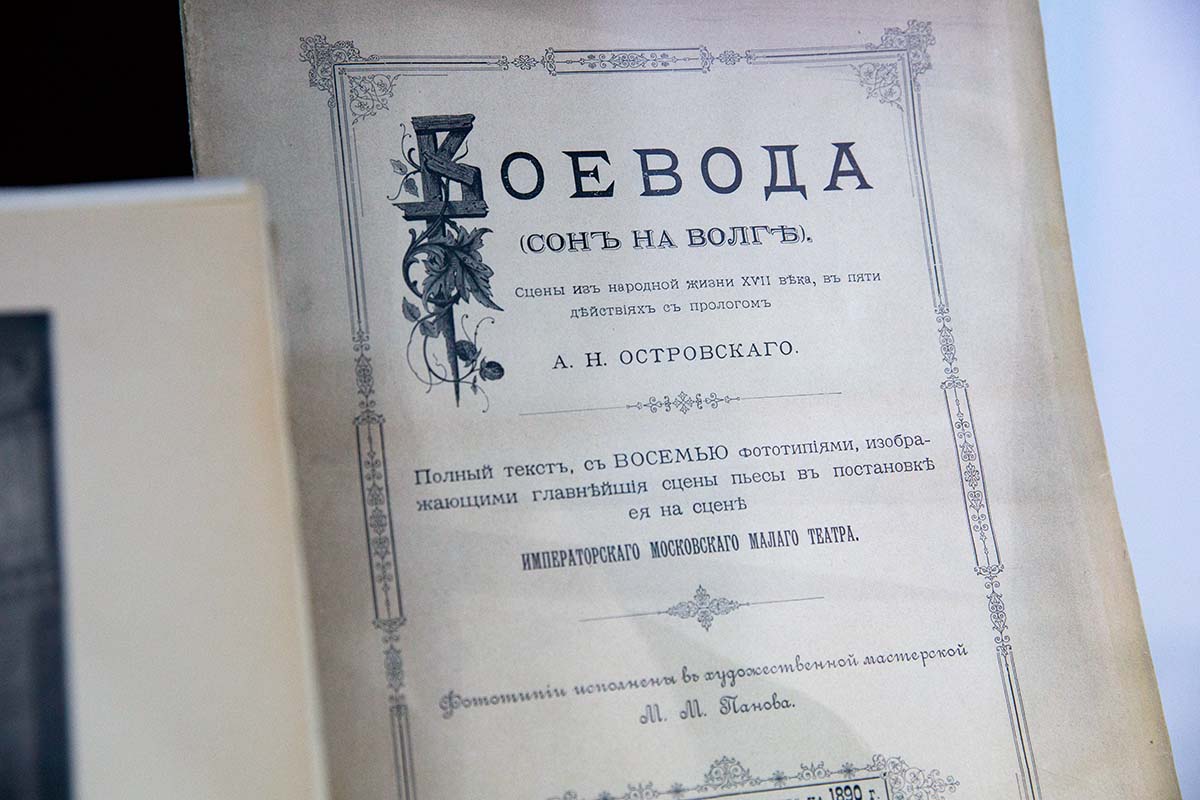 ВОЕВОДА
(СОНЪ НА ВОЛГѢ).
Сцены изъ народной жизни XVII вѣка, въ пяти
дѣйствіяхъ съ прологомъ
А. Н. ОСТРОВСКАГО.
Полный текстъ, съ ВОСЕМЬЮ фототипіями, изобра-
жающими главнѣйшія сцены пьесы въ постановкѣ
ея на сценѣ
ИМПЕРАТОРСКАГО МОСКОВСКАГО МАЛАГО ТЕАТРА.
Фототипіи исполнены въ художественной мастерской
М. М. Панова.
1890 г.